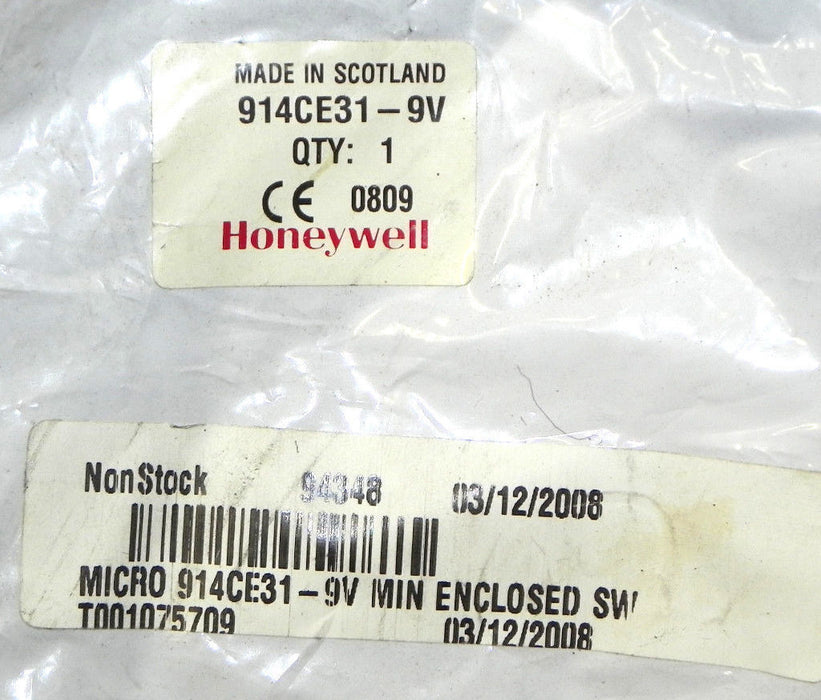 MADE IN SCOTLAND
914CE31-9V
QTY: 1
CE 0809
Honeywell
NonStock 94348 03/12/2008
MICRO 914CE31-9V MIN ENCLOSED SW
T001075709 03/12/2008